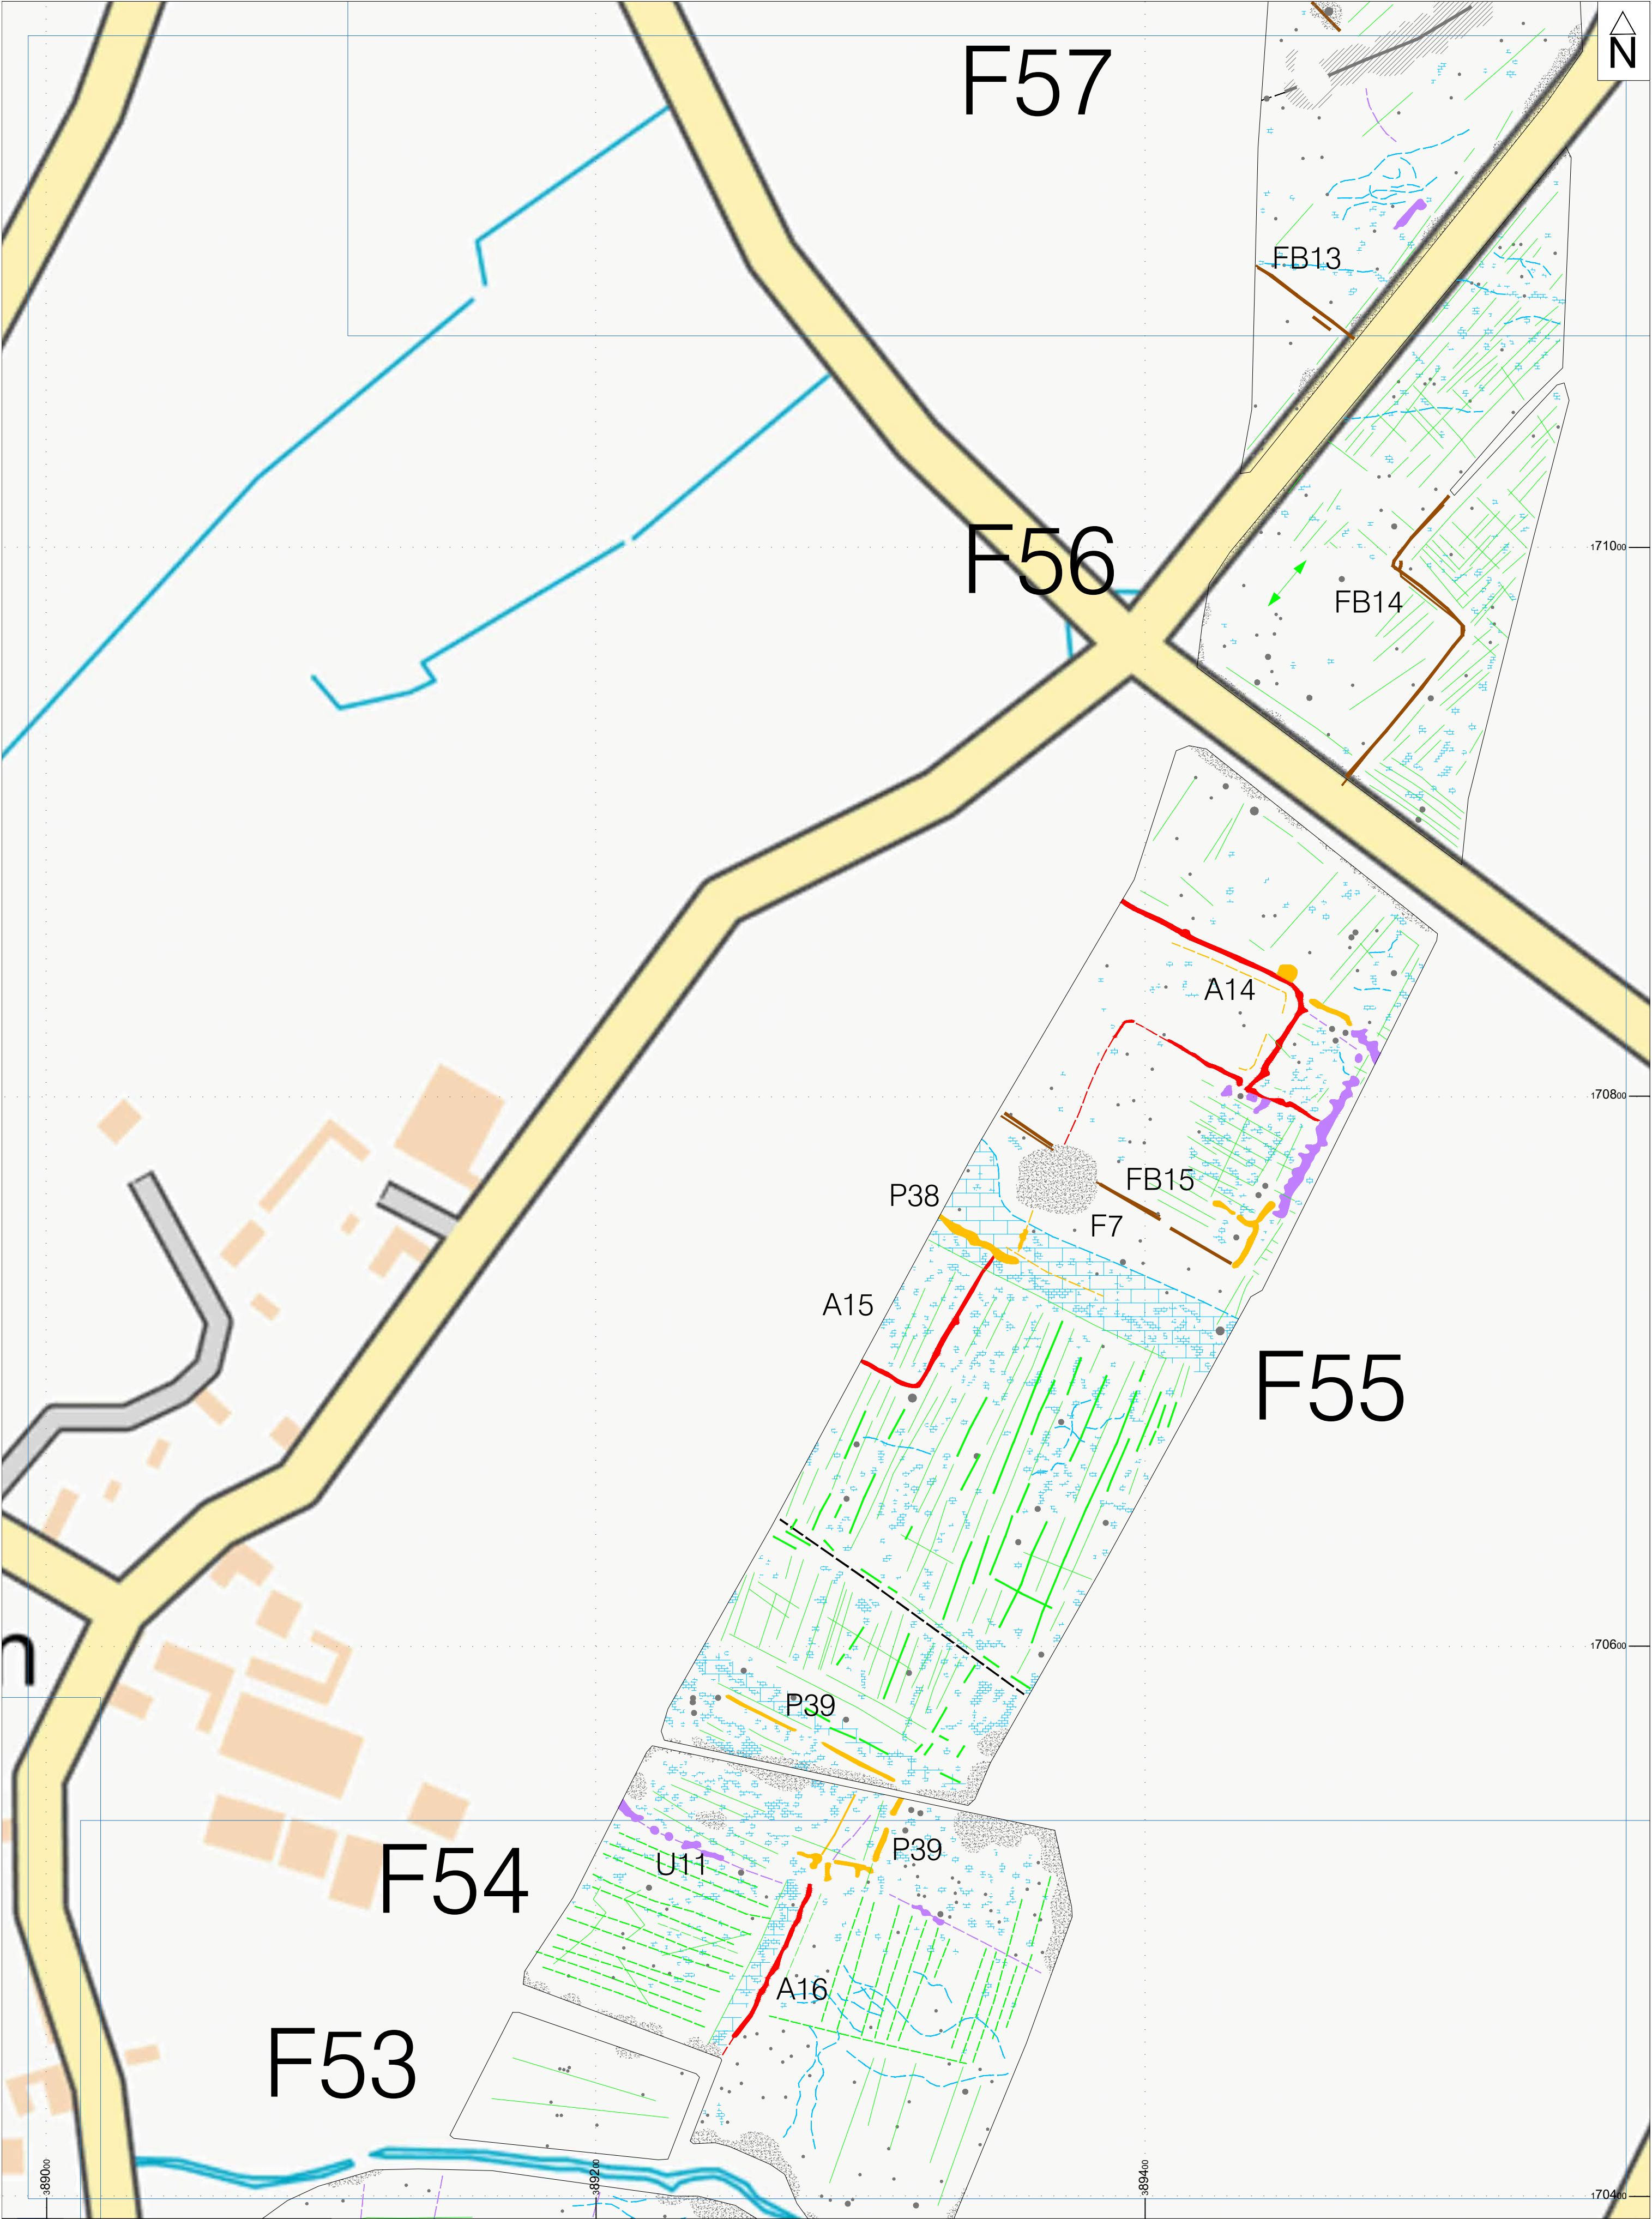 F57
N
FB13
F56
171000
FB14
A14
170800
FB15
P38
F7
A15
F55
n
170600
P39
P39
U11
F54
A16
F53
389000
389200
389400
170400